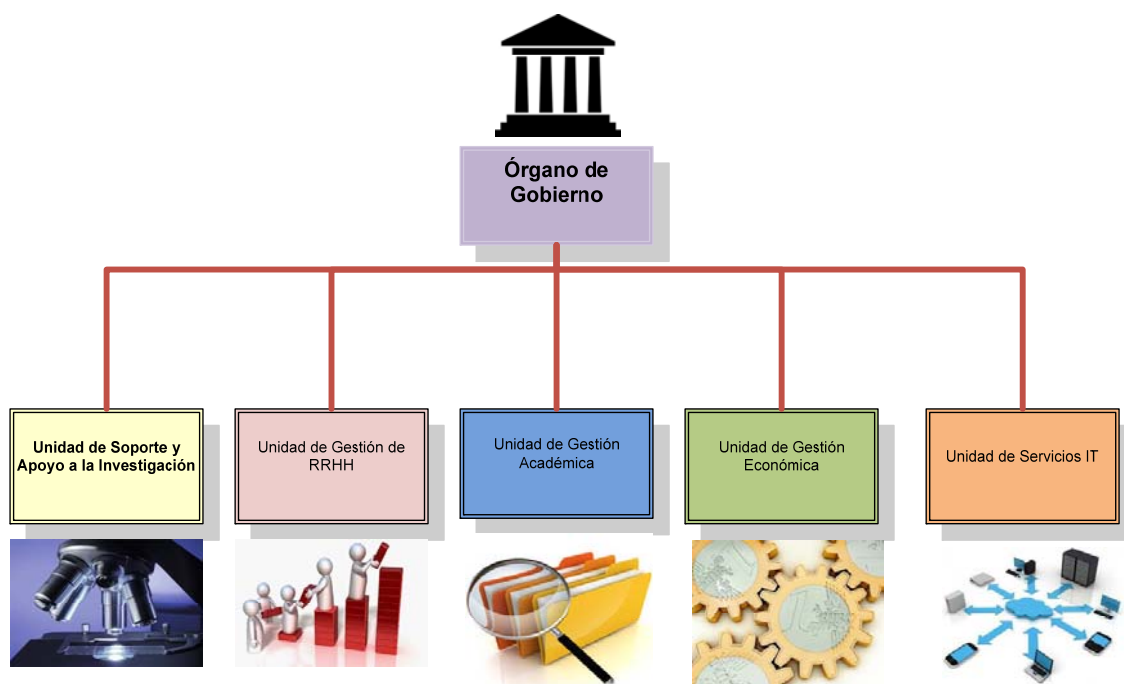 Órgano de
Gobierno
Unidad de Soporte y
Apoyo a la Investigación
Unidad de Gestión de
RRHH
Unidad de Gestión
Académica
Unidad de Gestión
Económica
Unidad de Servicios IT